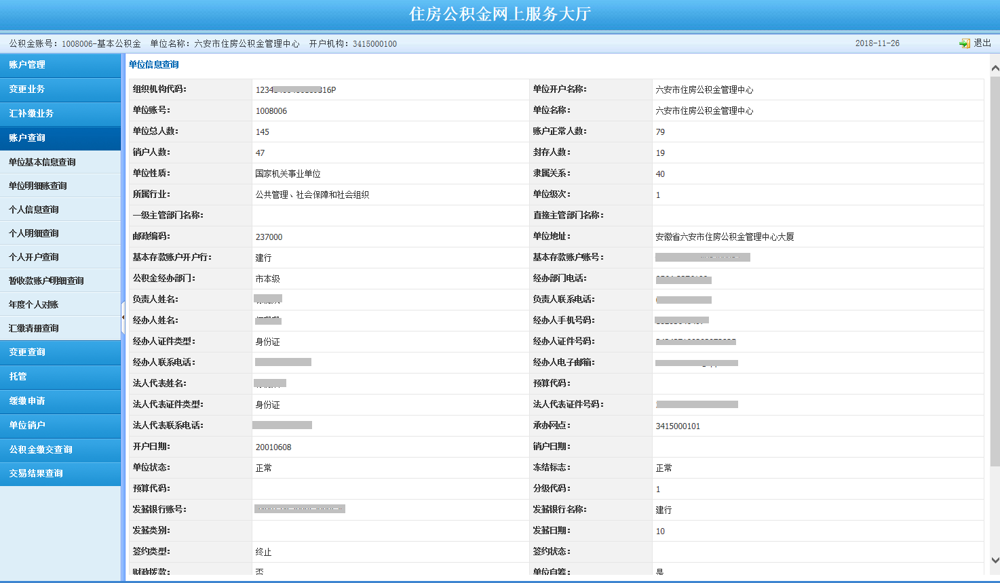 住房公积金网上服务大厅
公积金账号：1008006-基本公积金 单位名称：六安市住房公积金管理中心 开户机构：3415000100 2018-11-26 退出
账户管理
变更业务
汇补缴业务
账户查询
单位基本信息查询
单位明细账查询
个人信息查询
个人明细查询
个人开户查询
暂收款账户明细查询
年度个人对账
汇缴清册查询
变更查询
托管
缓缴申请
单位销户
公积金缴交查询
交易结果查询
单位信息查询
组织机构代码： 1234 316P 单位开户名称： 六安市住房公积金管理中心
单位账号： 1008006 单位名称： 六安市住房公积金管理中心
单位总人数： 145 账户正常人数： 79
销户人数： 47 封存人数： 19
单位性质： 国家机关事业单位 隶属关系： 40
所属行业： 公共管理、社会保障和社会组织 单位级次： 1
一级主管部门名称： 直接主管部门名称：
邮政编码： 237000 单位地址： 安徽省六安市住房公积金管理中心大厦
基本存款账户开户行： 建行 基本存款账户账号：
公积金经办部门： 市本级 经办部门电话：
负责人姓名： 负责人联系电话：
经办人姓名： 经办人手机号码：
经办人证件类型： 身份证 经办人证件号码：
经办人联系电话： 经办人电子邮箱：
法人代表姓名： 预算代码：
法人代表证件类型： 身份证 法人代表证件号码：
法人代表联系电话： 承办网点： 3415000101
开户日期： 20010608 销户日期：
单位状态： 正常 冻结标志： 正常
预算代码： 分级代码： 1
发薪银行账号： 发薪银行名称： 建行
发薪类别： 发薪日期： 10
签约类型： 终止 签约状态：
财政拨款： 否 单位自筹： 是